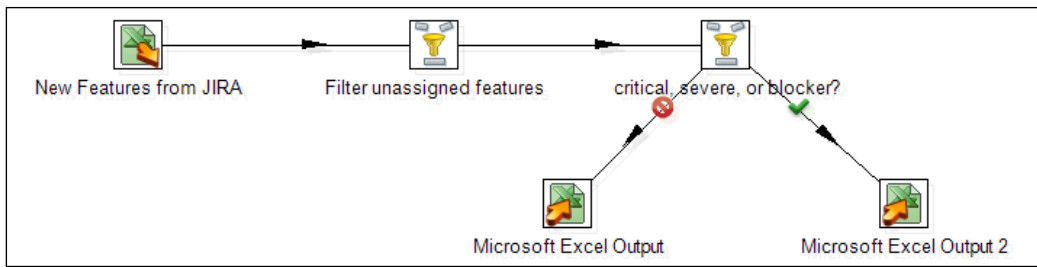 New Features from JIRA
Filter unassigned features
critical, severe, or blocker?
Microsoft Excel Output
Microsoft Excel Output 2